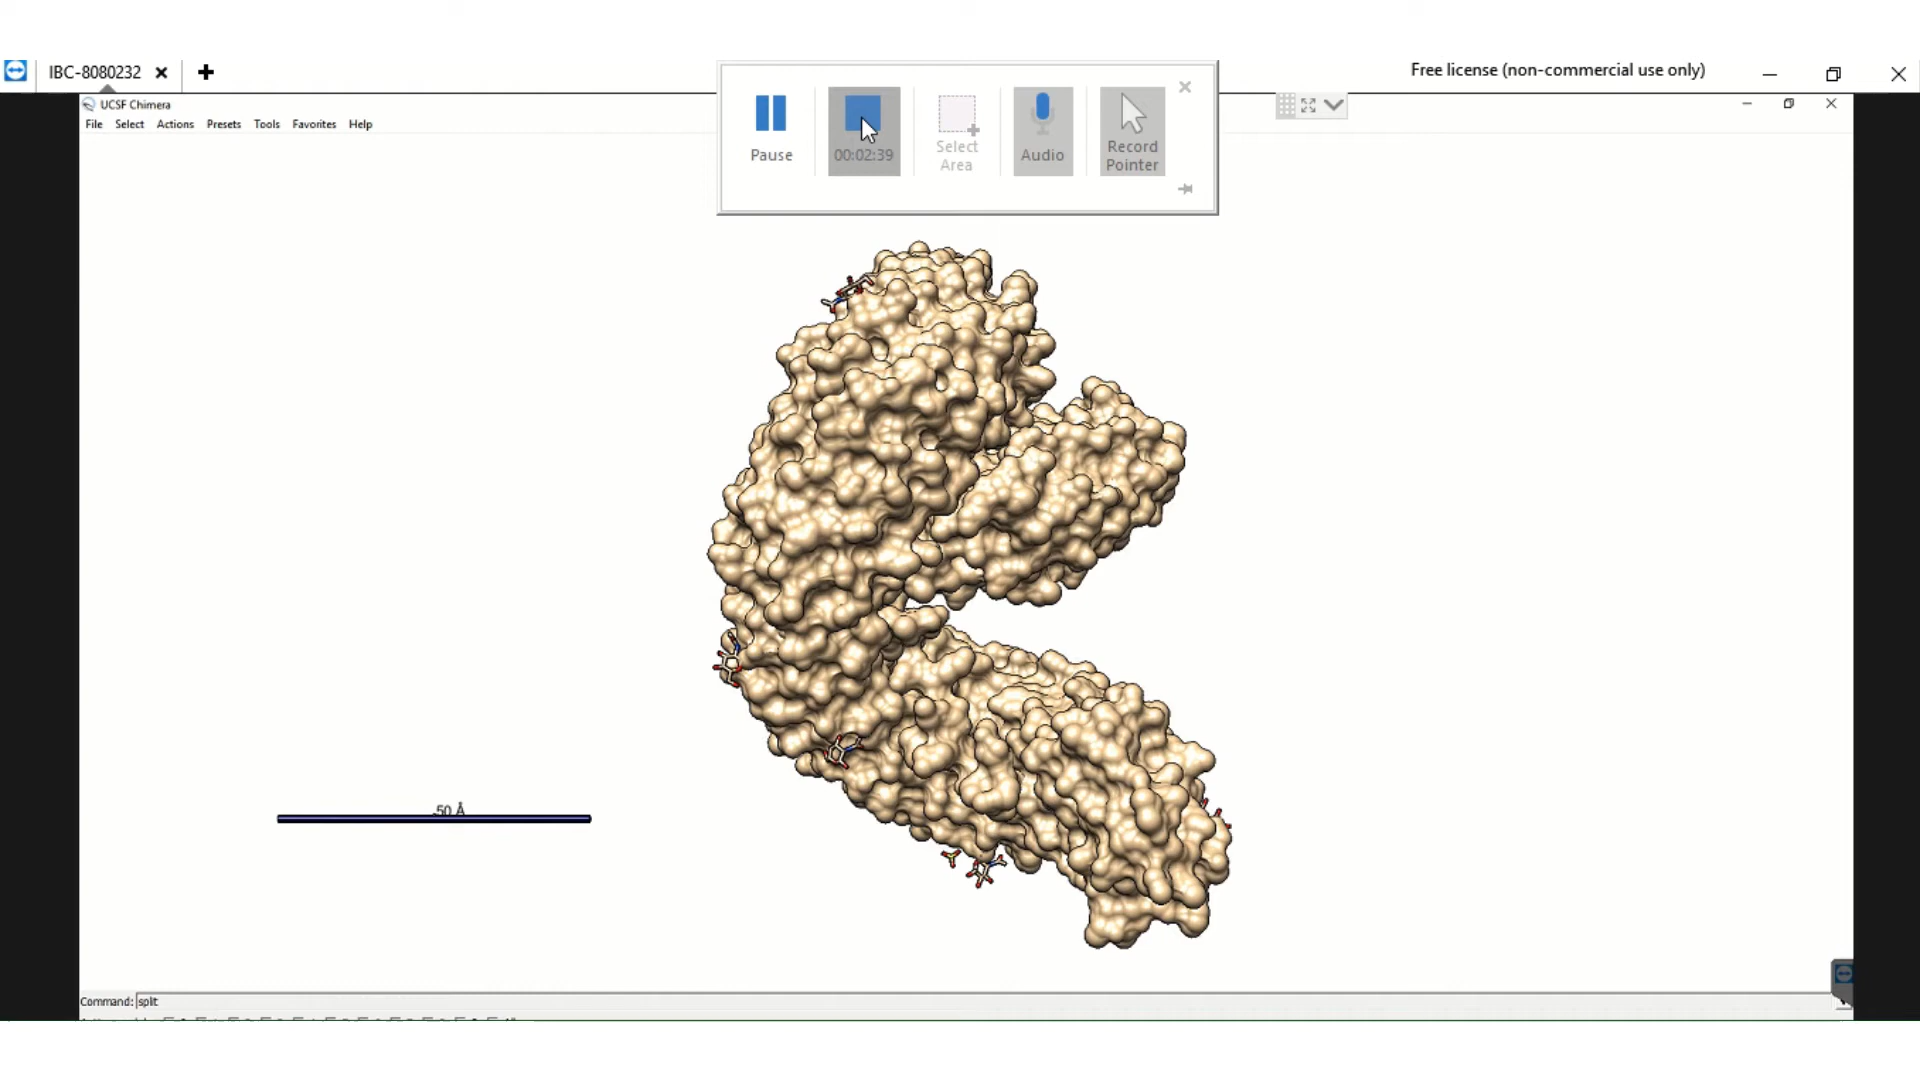 IBC-8080232
Free license (non-commercial use only)
UCSF Chimera
File Select Actions Presets Tools Favorites Help
Pause
00:02:39
Select
Area
Audio
Record
Pointer
50 Å
Command: split